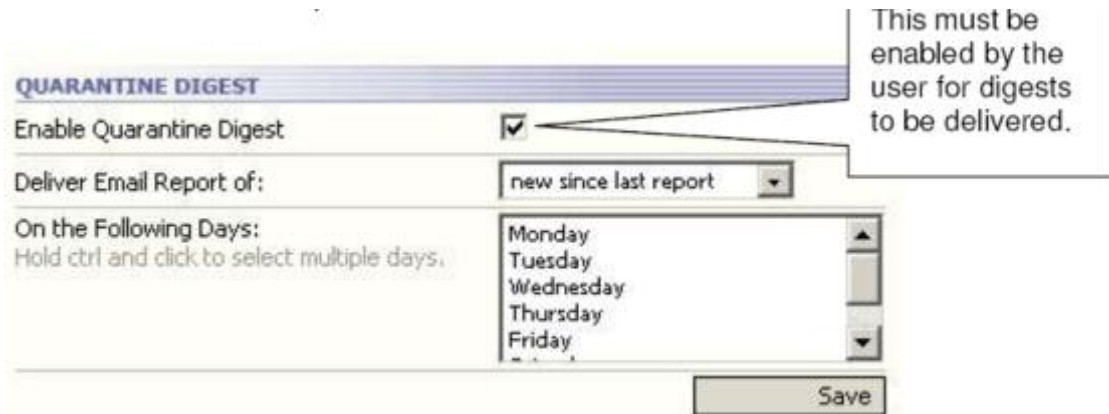 This must be
enabled by the
user for digests
to be delivered.
QUARANTINE DIGEST
Enable Quarantine Digest
Deliver Email Report of:
new since last report
On the Following Days:
Hold ctrl and click to select multiple days.
Monday
Tuesday
Wednesday
Thursday
Friday
Save